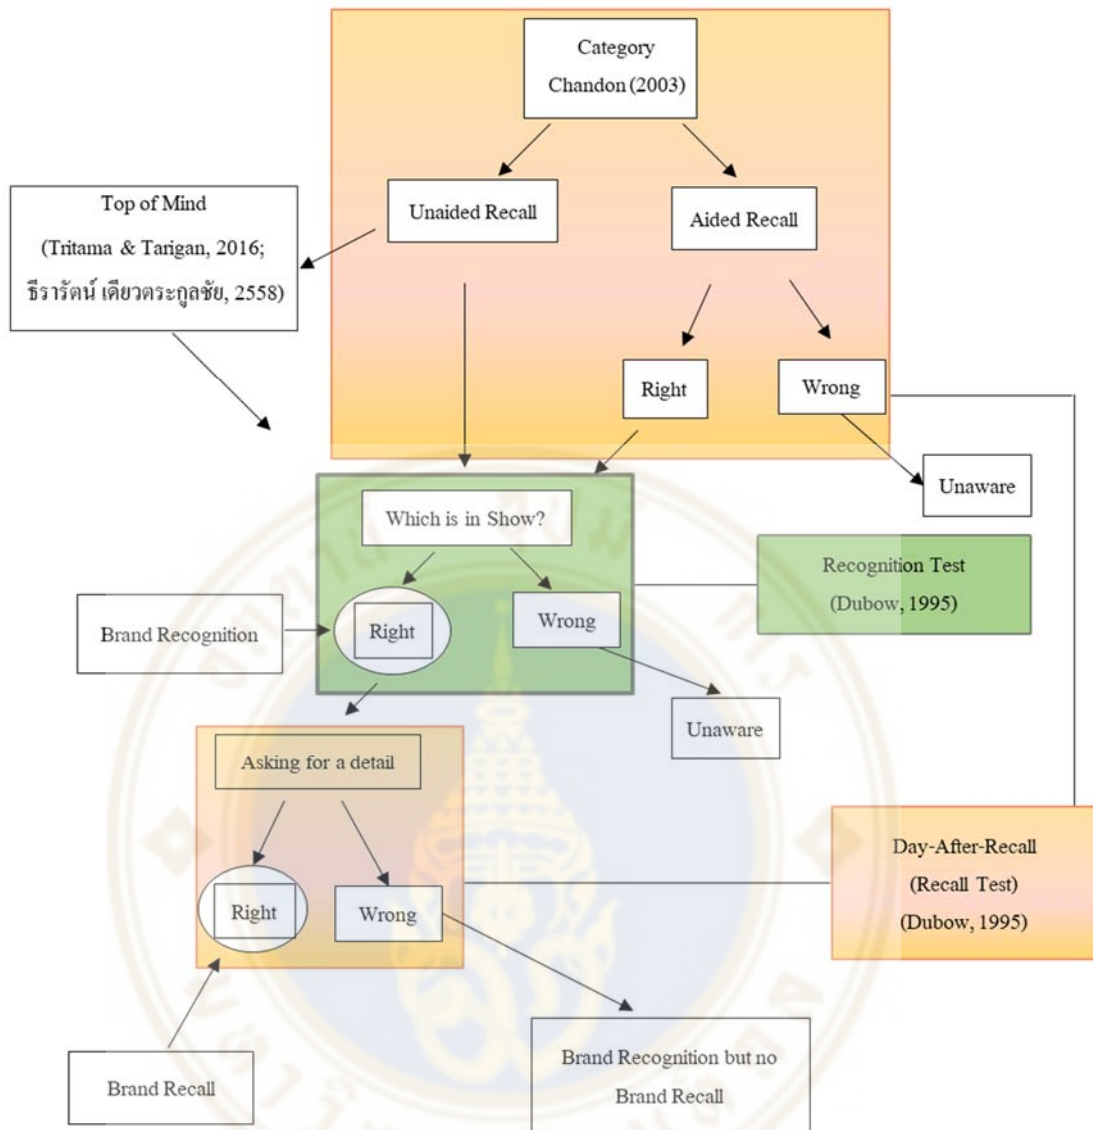 Category
Chandon (2003)
Unaided Recall
Aided Recall
Top of Mind
(Tritama & Tarigan, 2016;
ธีรารัตน์ เดียวตระกูลชัย, 2558)
Right
Wrong
Unaware
Which is in Show?
Recognition Test
(Dubow, 1995)
Brand Recognition
Right
Wrong
Unaware
Asking for a detail
Day-After-Recall
(Recall Test)
(Dubow, 1995)
Right
Wrong
Brand Recall
Brand Recognition but no
Brand Recall